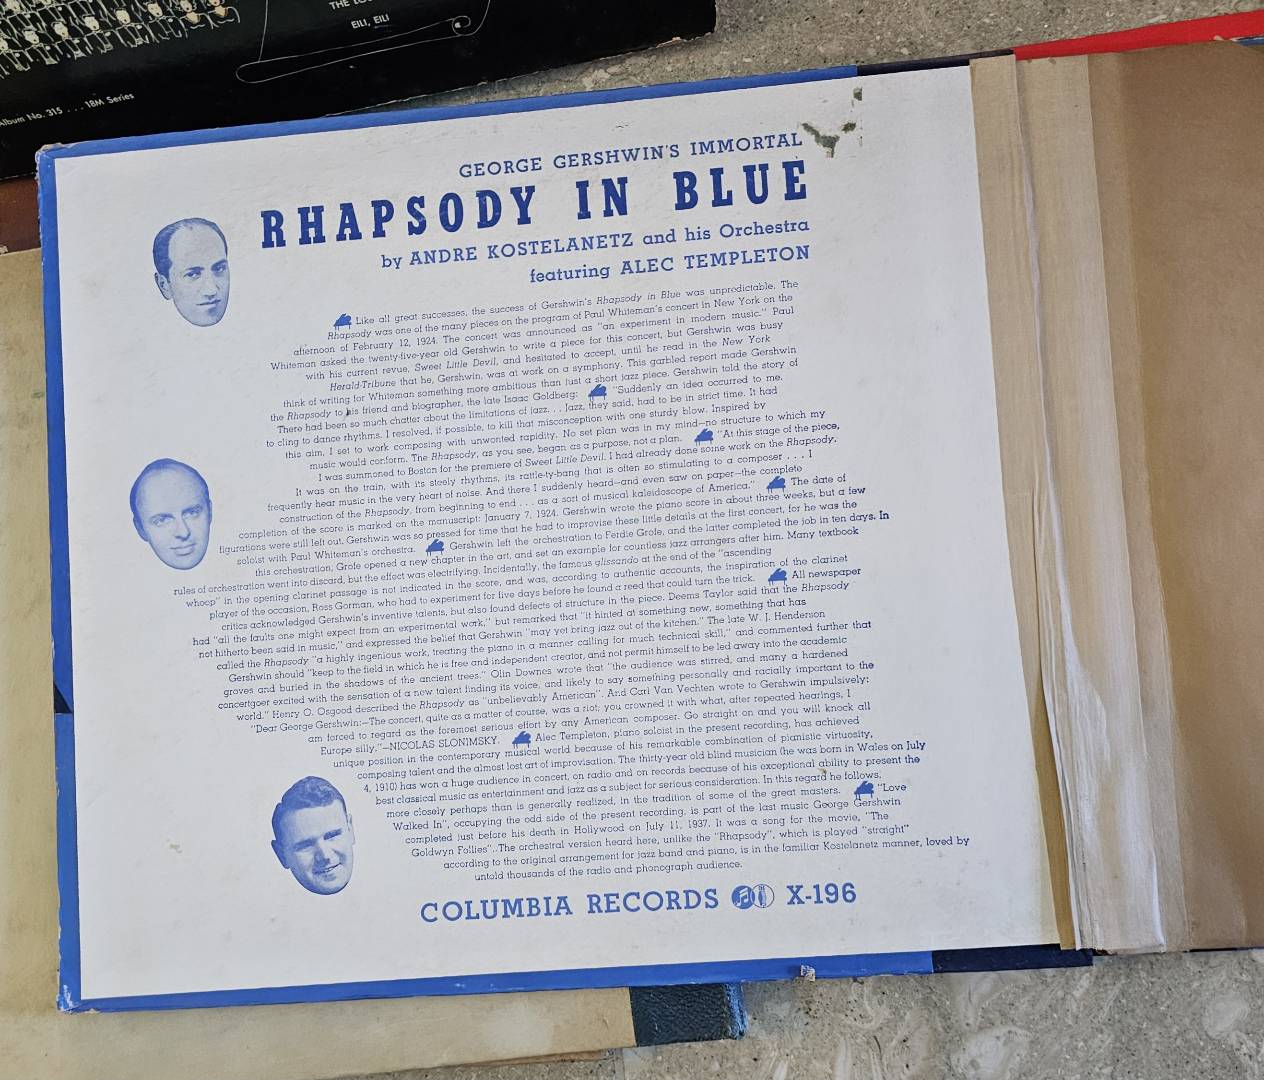 THE LO
EILI, EILI
Album No. 315 . . . 18M Series
GEORGE GERSHWIN'S IMMORTAL
RHAPSODY IN BLUE
by ANDRE KOSTELANETZ and his Orchestra
featuring ALEC TEMPLETON
Like all great successes, the success of Gershwin's Rhapsody in Blue was unpredictable. The
Rhapsody was one of the many pieces on the program of Paul Whiteman's concert in New York on the
afternoon of February 12, 1924. The concert was announced as "an experiment in modern music." Paul
Whiteman asked the twenty-five-year old Gershwin to write a piece for this concert, but Gershwin was busy
with his current revue, Sweet Little Devil, and hesitated to accept, until he read in the New York
Herald-Tribune that he, Gershwin, was at work on a symphony. This garbled report made Gershwin
think of writing for Whiteman something more ambitious than just a short jazz piece. Gershwin told the story of
the Rhapsody to his friend and biographer, the late Isaac Goldberg: "Suddenly an idea occurred to me.
There had been so much chatter about the limitations of jazz. . . Jazz, they said, had to be in strict time. It had
to cling to dance rhythms. I resolved, if possible, to kill that misconception with one sturdy blow. Inspired by
this aim, I set to work composing with unwonted rapidity. No set plan was in my mind—no structure to which my
music would conform. The Rhapsody, as you see, began as a purpose, not a plan. "At this stage of the piece,
I was summoned to Boston for the premiere of Sweet Little Devil. I had already done some work on the Rhapsody.
It was on the train, with its steely rhythms, its rattle-ty-bang that is often so stimulating to a composer . . . I
frequently hear music in the very heart of noise. And there I suddenly heard—and even saw on paper—the complete
construction of the Rhapsody, from beginning to end . . . as a sort of musical kaleidoscope of America." The date of
completion of the score is marked on the manuscript: January 7, 1924. Gershwin wrote the piano score in about three weeks, but a few
figurations were still left out. Gershwin was so pressed for time that he had to improvise these little details at the first concert, for he was the
soloist with Paul Whiteman's orchestra. Gershwin left the orchestration to Ferdie Grofe, and the latter completed the job in ten days. In
this orchestration, Grofe opened a new chapter in the art, and set an example for countless jazz arrangers after him. Many textbook
rules of orchestration went into discard, but the effect was electrifying. Incidentally, the famous glissando at the end of the "ascending
whoop" in the opening clarinet passage is not indicated in the score, and was, according to authentic accounts, the inspiration of the clarinet
player of the occasion, Ross Gorman, who had to experiment for five days before he found a reed that could turn the trick. All newspaper
critics acknowledged Gershwin's inventive talents, but also found defects of structure in the piece. Deems Taylor said that the Rhapsody
had "all the faults one might expect from an experimental work," but remarked that "it hinted at something new, something that has
not hitherto been said in music," and expressed the belief that Gershwin "may yet bring jazz out of the kitchen." The late W. J. Henderson
called the Rhapsody "a highly ingenious work, treating the piano in a manner calling for much technical skill," and commented further that
Gershwin should "keep to the field in which he is free and independent creator, and not permit himself to be led away into the academic
groves and buried in the shadows of the ancient trees." Olin Downes wrote that "the audience was stirred, and many a hardened
concertgoer excited with the sensation of a new talent finding its voice, and likely to say something personally and racially important to the
world." Henry O. Osgood described the Rhapsody as "unbelievably American". And Carl Van Vechten wrote to Gershwin impulsively:
"Dear George Gershwin:—The concert, quite as a matter of course, was a riot; you crowned it with what, after repeated hearings, I
am forced to regard as the foremost serious effort by any American composer. Go straight on and you will knock all
Europe silly."—NICOLAS SLONIMSKY. Alec Templeton, piano soloist in the present recording, has achieved
unique position in the contemporary musical world because of his remarkable combination of pianistic virtuosity,
composing talent and the almost lost art of improvisation. The thirty-year old blind musician (he was born in Wales on July
4, 1910) has won a huge audience in concert, on radio and on records because of his exceptional ability to present the
best classical music as entertainment and jazz as a subject for serious consideration. In this regard he follows,
more closely perhaps than is generally realized, in the tradition of some of the great masters. "Love
Walked In", occupying the odd side of the present recording, is part of the last music George Gershwin
completed just before his death in Hollywood on July 11, 1937. It was a song for the movie, "The
Goldwyn Follies"..The orchestral version heard here, unlike the "Rhapsody", which is played "straight"
according to the original arrangement for jazz band and piano, is in the familiar Kostelanetz manner, loved by
untold thousands of the radio and phonograph audience.
COLUMBIA RECORDS X-196